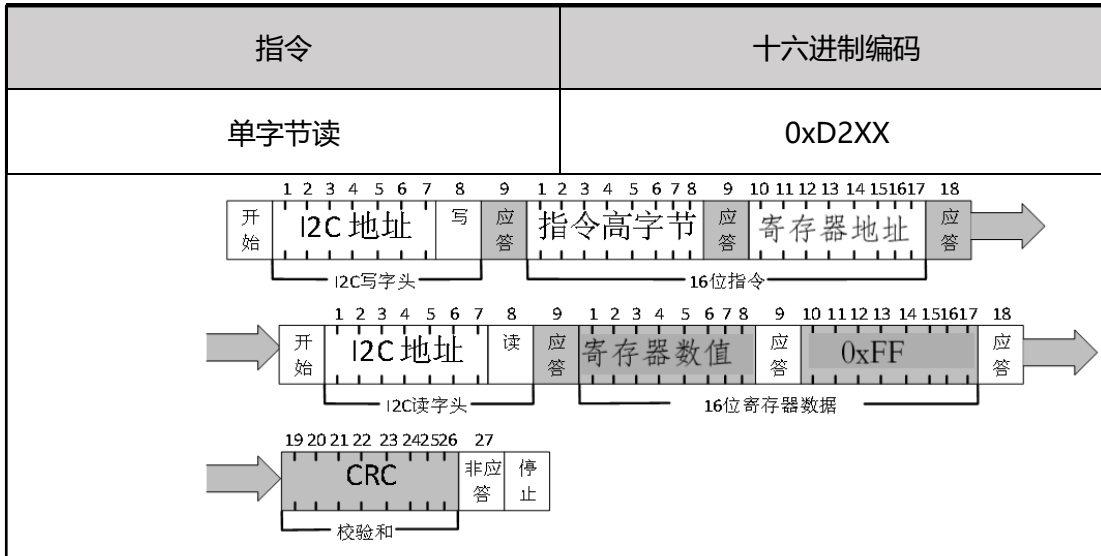 指令 十六进制编码
单字节读 0xD2XX
1 2 3 4 5 6 7 8 9 1 2 3 4 5 6 7 8 9 10 11 12 13 14 15 16 17 18
开始 I2C 地址 写 应答 指令高字节 应答 寄存器地址 应答
I2C写字头 16位指令
1 2 3 4 5 6 7 8 9 1 2 3 4 5 6 7 8 9 10 11 12 13 14 15 16 17 18
开始 I2C 地址 读 应答 寄存器数值 应答 0xFF 应答
I2C读字头 16位寄存器数据
19 20 21 22 23 24 25 26 27
CRC 非应答 停止
校验和